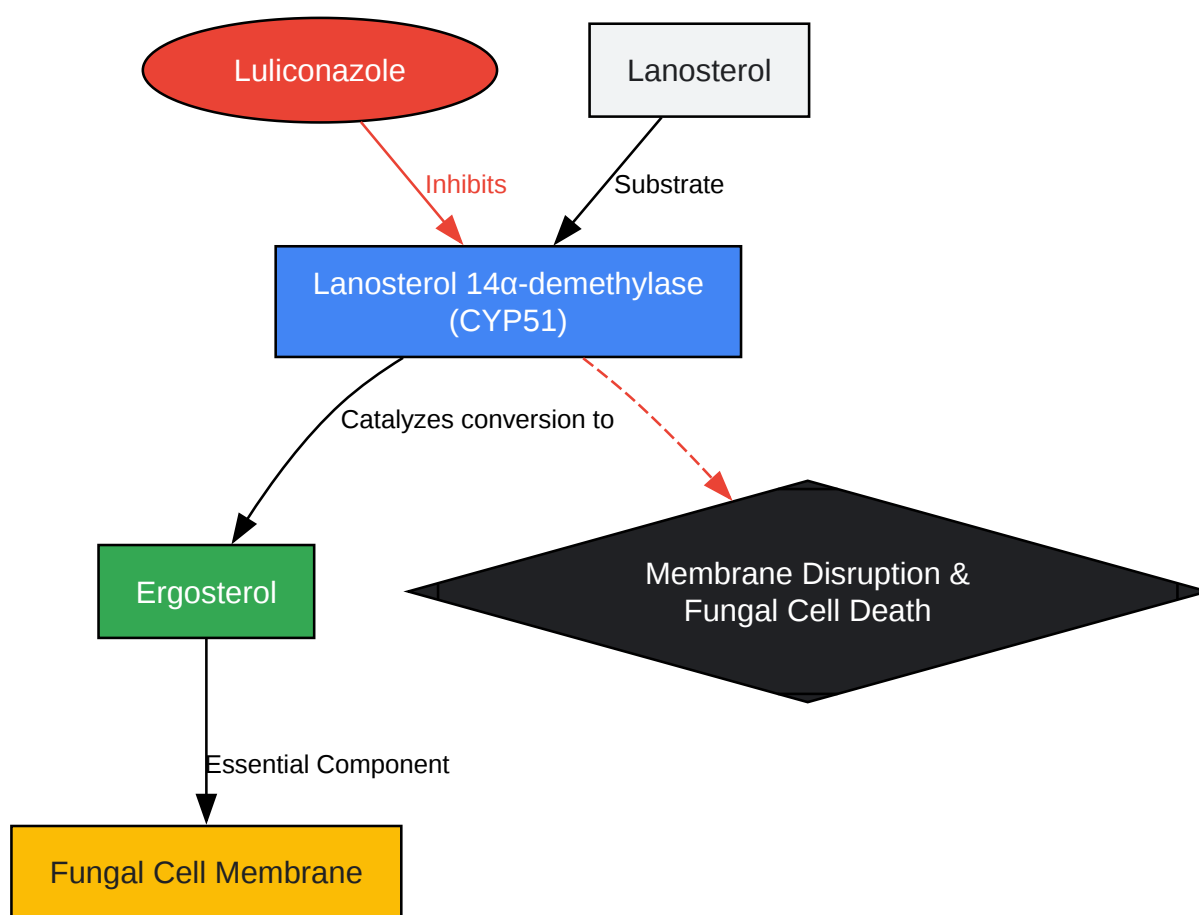 Luliconazole
Lanosterol
Inhibits
Substrate
Lanosterol 14α-demethylase
(CYP51)
Catalyzes conversion to
Ergosterol
Membrane Disruption &
Fungal Cell Death
Essential Component
Fungal Cell Membrane